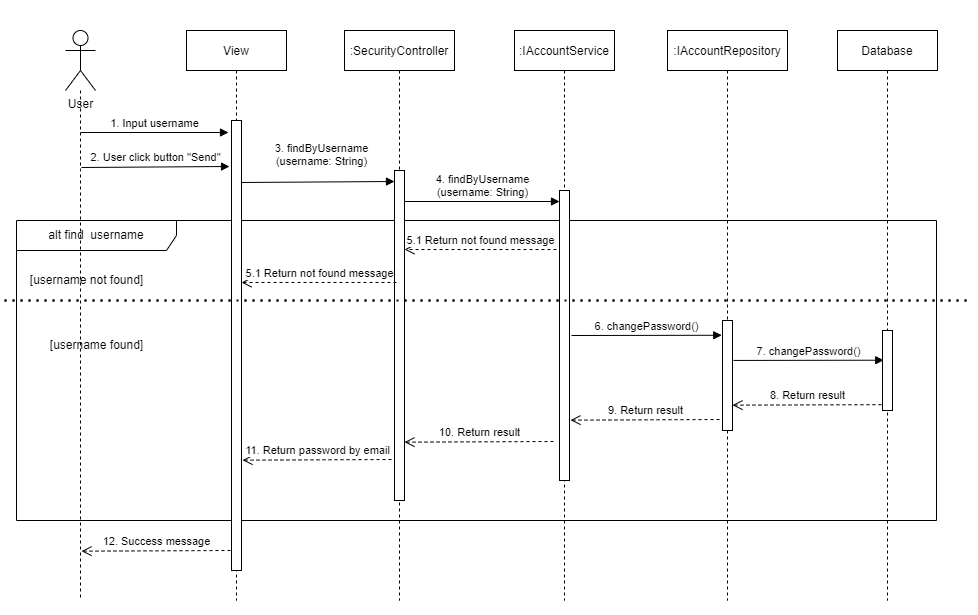 View
:SecurityController
:IAccountService
:IAccountRepository
Database
User
1. Input username
2. User click button "Send"
3. findByUsername
(username: String)
4. findByUsername
(username: String)
alt find  username
5.1 Return not found message
5.1 Return not found message
[username not found]
6. changePassword()
[username found]
7. changePassword()
8. Return result
9. Return result
10. Return result
11. Return password by email
12. Success message